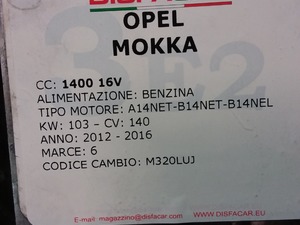 DISFACAR
OPEL
MOKKA
CC: 1400 16V
ALIMENTAZIONE: BENZINA
TIPO MOTORE: A14NET-B14NET-B14NEL
KW: 103 – CV: 140
ANNO: 2012 - 2016
MARCE: 6
CODICE CAMBIO: M320LUJ
E-mail: magazzino@disfacar.com WWW.DISFACAR.EU